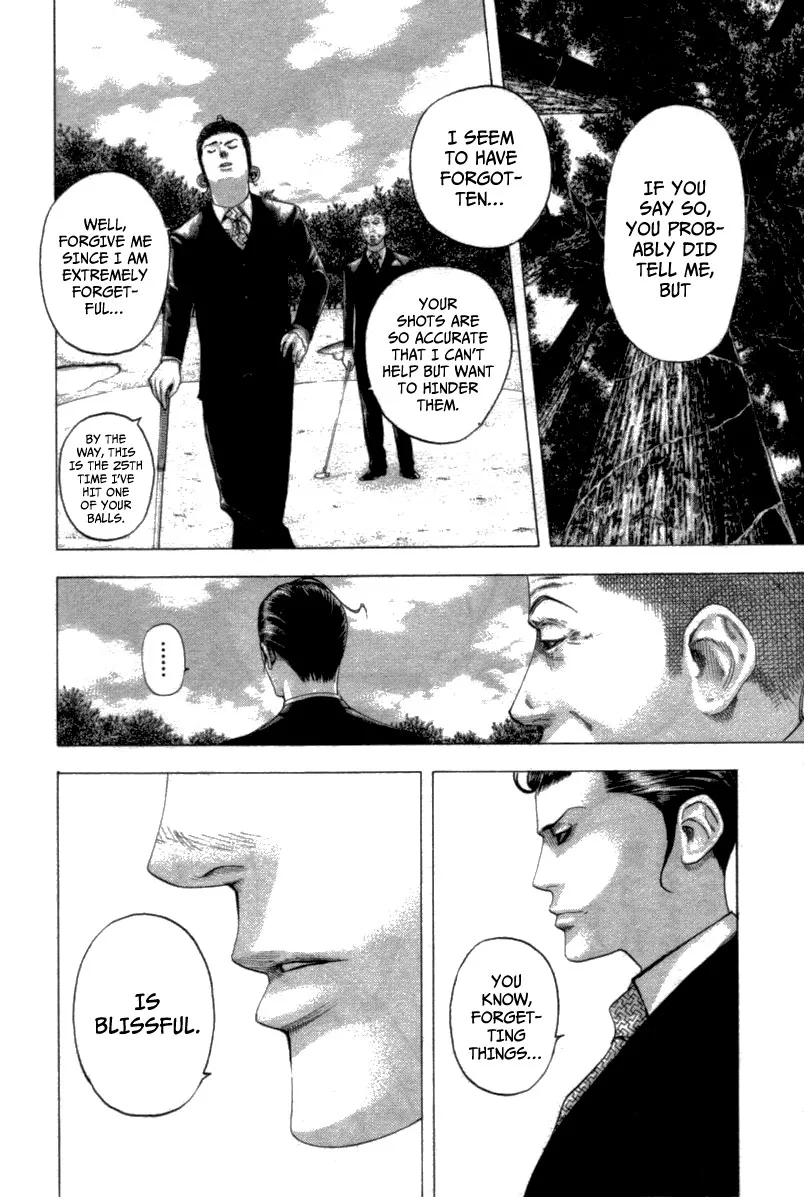 IF YOU
SAY SO,
YOU PROB-
ABLY DID
TELL ME,
BUT
I SEEM
TO HAVE
FORGOT-
TEN...
YOUR
SHOTS ARE
SO ACCURATE
THAT I CAN'T
HELP BUT WANT
TO HINDER
THEM.
WELL,
FORGIVE ME
SINCE I AM
EXTREMELY
FORGET-
FUL...
BY THE
WAY, THIS
IS THE 25TH
TIME I'VE
HIT ONE
OF YOUR
BALLS.
......
YOU
KNOW,
FORGET-
TING
THINGS...
IS
BLISSFUL.